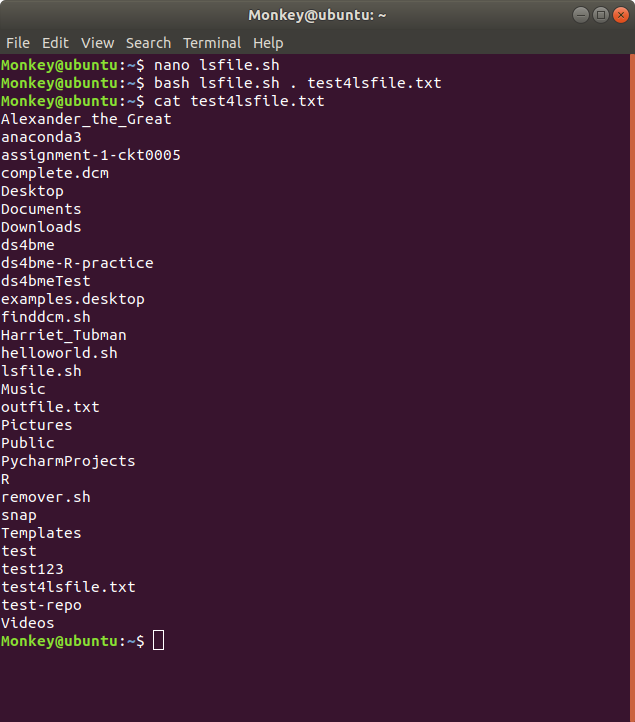 Monkey@ubuntu: ~
File Edit View Search Terminal Help
Monkey@ubuntu:~$ nano lsfile.sh
Monkey@ubuntu:~$ bash lsfile.sh . test4lsfile.txt
Monkey@ubuntu:~$ cat test4lsfile.txt
Alexander_the_Great
anaconda3
assignment-1-ckt0005
complete.dcm
Desktop
Documents
Downloads
ds4bme
ds4bme-R-practice
ds4bmeTest
examples.desktop
finddcm.sh
Harriet_Tubman
helloworld.sh
lsfile.sh
Music
outfile.txt
Pictures
Public
PycharmProjects
R
remover.sh
snap
Templates
test
test123
test4lsfile.txt
test-repo
Videos
Monkey@ubuntu:~$